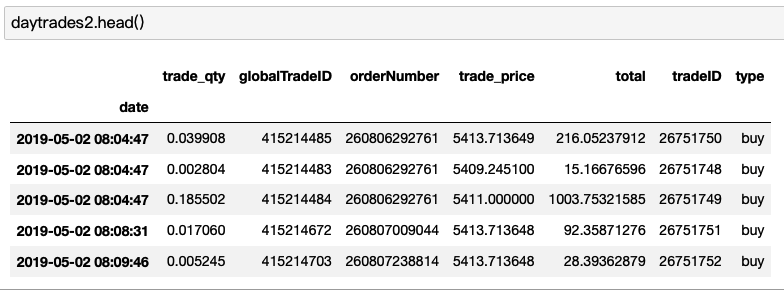 daytrades2.head()
trade_qty globalTradeID orderNumber trade_price total tradeID type
date
2019-05-02 08:04:47 0.039908 415214485 260806292761 5413.713649 216.05237912 26751750 buy
2019-05-02 08:04:47 0.002804 415214483 260806292761 5409.245100 15.16676596 26751748 buy
2019-05-02 08:04:47 0.185502 415214484 260806292761 5411.000000 1003.75321585 26751749 buy
2019-05-02 08:08:31 0.017060 415214672 260807009044 5413.713648 92.35871276 26751751 buy
2019-05-02 08:09:46 0.005245 415214703 260807238814 5413.713648 28.39362879 26751752 buy